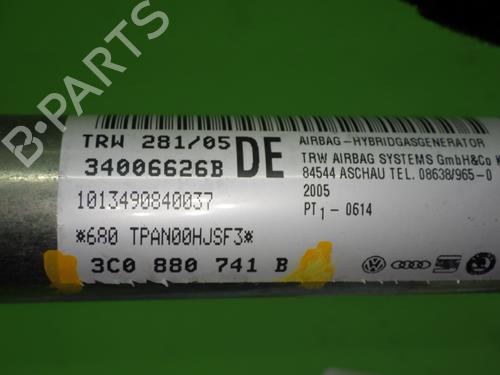 TRW 281/05
DE
34006626B
1013490840037
*680 TPAN00HJSF3*
3C0 880 741 B
AIRBAG-HYBRIDGASGENERATOR
TRW AIRBAG SYSTEMS GmbH&Co K
84544 ASCHAU TEL. 08638/965-0
2005
PT1-0614
B-PARTS